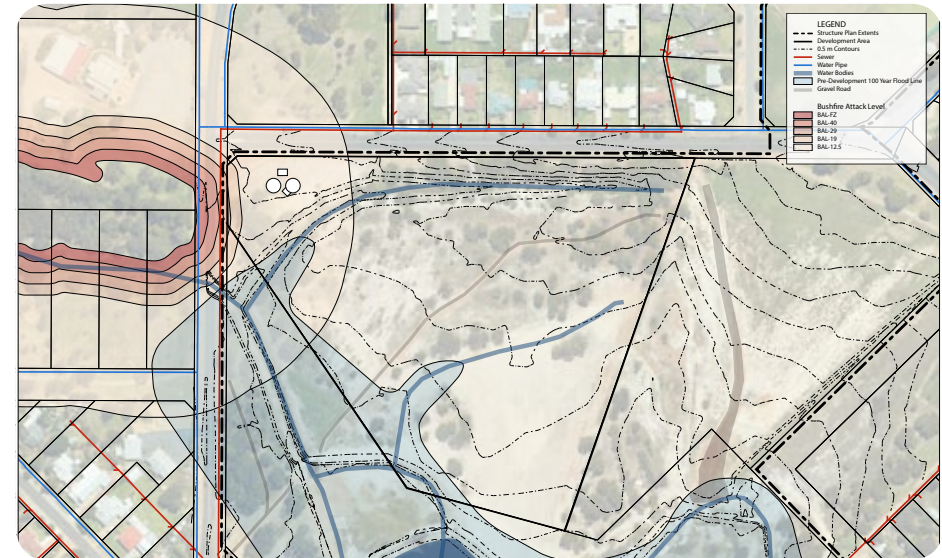 LEGEND
Structure Plan Extents
Development Area
0.5 m Contours
Sewer
Water Pipe
Water Bodies
Pre-Development 100 Year Flood Line
Gravel Road
Bushfire Attack Level
BAL-FZ
BAL-40
BAL-29
BAL-19
BAL-12.5